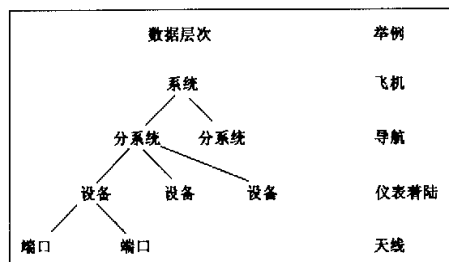 数据层次 举例
系统 飞机
分系统 分系统 导航
设备 设备 设备 仪表着陆
端口 端口 天线